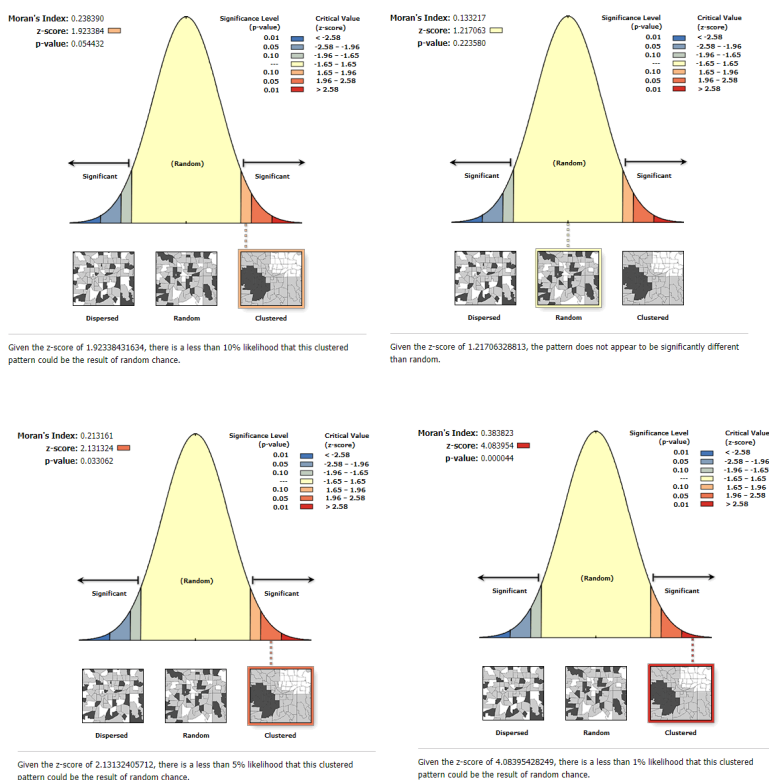 Moran's Index: 0.238390
z-score: 1.923384
p-value: 0.054432
Significance Level
(p-value)
Critical Value
(z-score)
0.01 < -2.58
0.05 -2.58 – -1.96
0.10 -1.96 – -1.65
--- -1.65 – 1.65
0.10 1.65 – 1.96
0.05 1.96 – 2.58
0.01 > 2.58
(Random)
Significant Significant
Dispersed Random Clustered
Given the z-score of 1.92338431634, there is a less than 10% likelihood that this clustered
pattern could be the result of random chance.
Moran's Index: 0.133217
z-score: 1.217063
p-value: 0.223580
Significance Level
(p-value)
Critical Value
(z-score)
0.01 < -2.58
0.05 -2.58 – -1.96
0.10 -1.96 – -1.65
--- -1.65 – 1.65
0.10 1.65 – 1.96
0.05 1.96 – 2.58
0.01 > 2.58
(Random)
Significant Significant
Dispersed Random Clustered
Given the z-score of 1.21706328813, the pattern does not appear to be significantly different
than random.
Moran's Index: 0.213161
z-score: 2.131324
p-value: 0.033062
Significance Level
(p-value)
Critical Value
(z-score)
0.01 < -2.58
0.05 -2.58 – -1.96
0.10 -1.96 – -1.65
--- -1.65 – 1.65
0.10 1.65 – 1.96
0.05 1.96 – 2.58
0.01 > 2.58
(Random)
Significant Significant
Dispersed Random Clustered
Given the z-score of 2.13132405712, there is a less than 5% likelihood that this clustered
pattern could be the result of random chance.
Moran's Index: 0.383823
z-score: 4.083954
p-value: 0.000044
Significance Level
(p-value)
Critical Value
(z-score)
0.01 < -2.58
0.05 -2.58 – -1.96
0.10 -1.96 – -1.65
--- -1.65 – 1.65
0.10 1.65 – 1.96
0.05 1.96 – 2.58
0.01 > 2.58
(Random)
Significant Significant
Dispersed Random Clustered
Given the z-score of 4.08395428249, there is a less than 1% likelihood that this clustered
pattern could be the result of random chance.